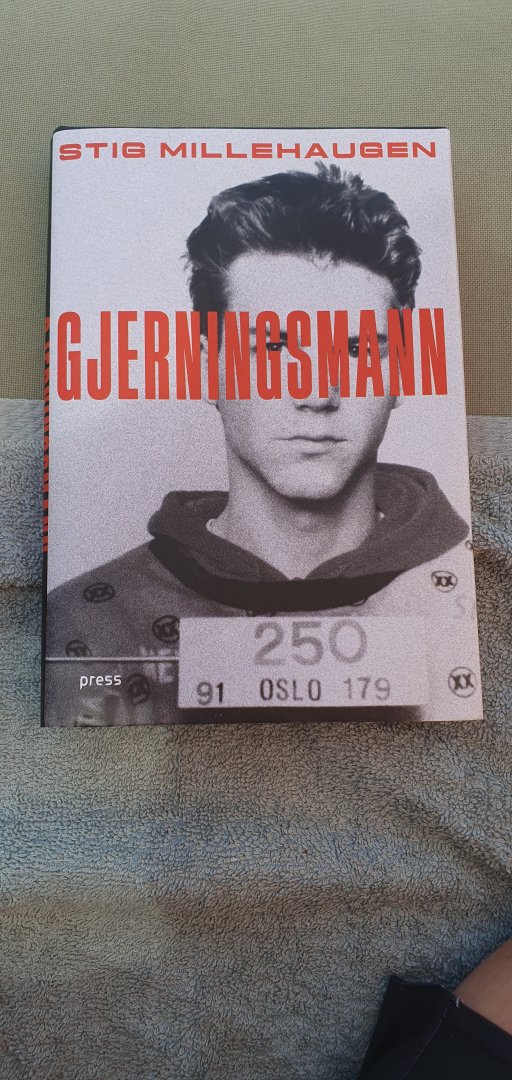 STIG MILLEHAUGEN
GJERNINGSMANN
press
250
91 OSLO 179